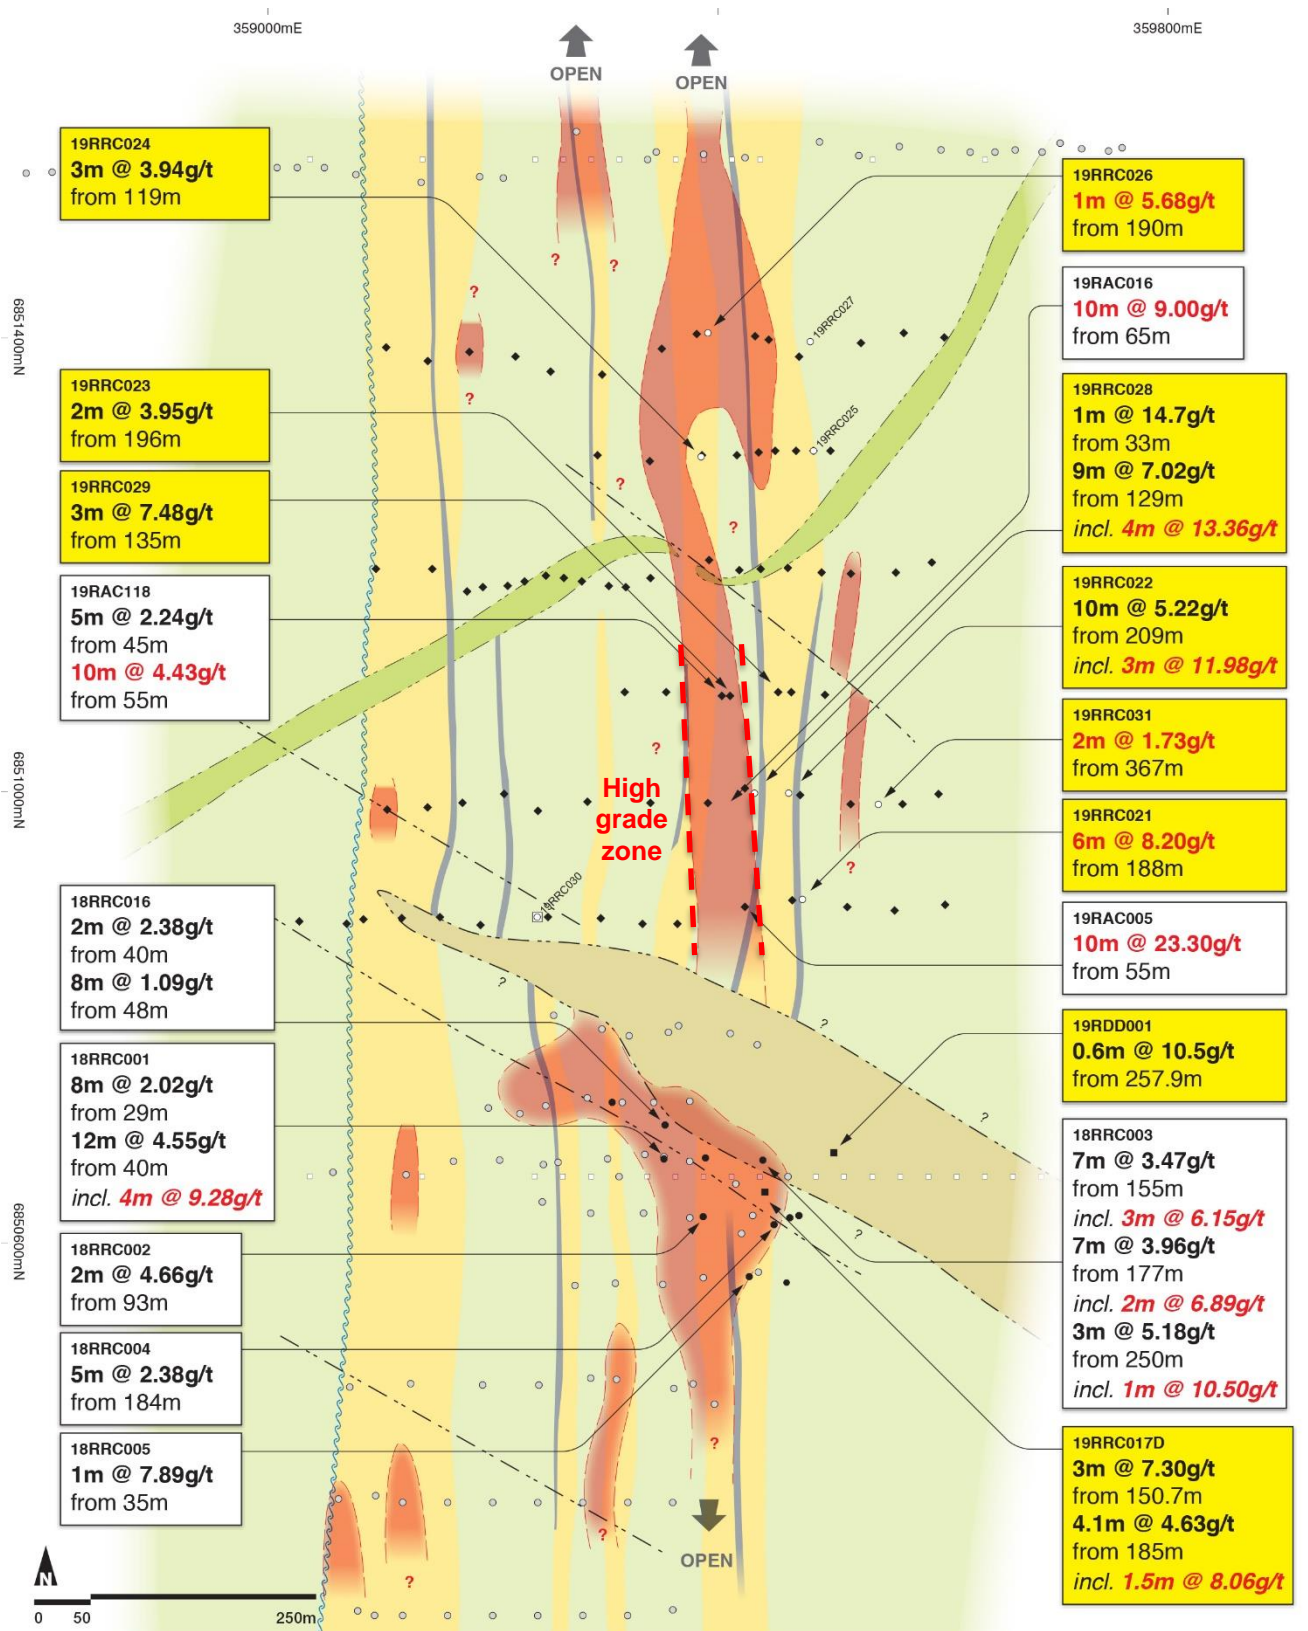 359000mE
359800mE
OPEN
OPEN
19RRC024
3m @ 3.94g/t
from 119m
19RRC026
1m @ 5.68g/t
from 190m
?
?
?
19RAC016
10m @ 9.00g/t
from 65m
6851400mN
19RRC027
19RRC023
2m @ 3.95g/t
from 196m
?
19RRC025
19RRC028
1m @ 14.7g/t
from 33m
9m @ 7.02g/t
from 129m
incl. 4m @ 13.36g/t
19RRC029
3m @ 7.48g/t
from 135m
?
?
19RAC118
5m @ 2.24g/t
from 45m
10m @ 4.43g/t
from 55m
19RRC022
10m @ 5.22g/t
from 209m
incl. 3m @ 11.98g/t
?
19RRC031
2m @ 1.73g/t
from 367m
6851000mN
High
grade
zone
19RRC021
6m @ 8.20g/t
from 188m
?
18RRC016
2m @ 2.38g/t
from 40m
8m @ 1.09g/t
from 48m
19RRC030
19RAC005
10m @ 23.30g/t
from 55m
?
?
19RDD001
0.6m @ 10.5g/t
from 257.9m
18RRC001
8m @ 2.02g/t
from 29m
12m @ 4.55g/t
from 40m
incl. 4m @ 9.28g/t
?
18RRC003
7m @ 3.47g/t
from 155m
incl. 3m @ 6.15g/t
7m @ 3.96g/t
from 177m
incl. 2m @ 6.89g/t
3m @ 5.18g/t
from 250m
incl. 1m @ 10.50g/t
?
6850600mN
18RRC002
2m @ 4.66g/t
from 93m
18RRC004
5m @ 2.38g/t
from 184m
18RRC005
1m @ 7.89g/t
from 35m
?
19RRC017D
3m @ 7.30g/t
from 150.7m
4.1m @ 4.63g/t
from 185m
incl. 1.5m @ 8.06g/t
?
OPEN
?
N
0 50 250m